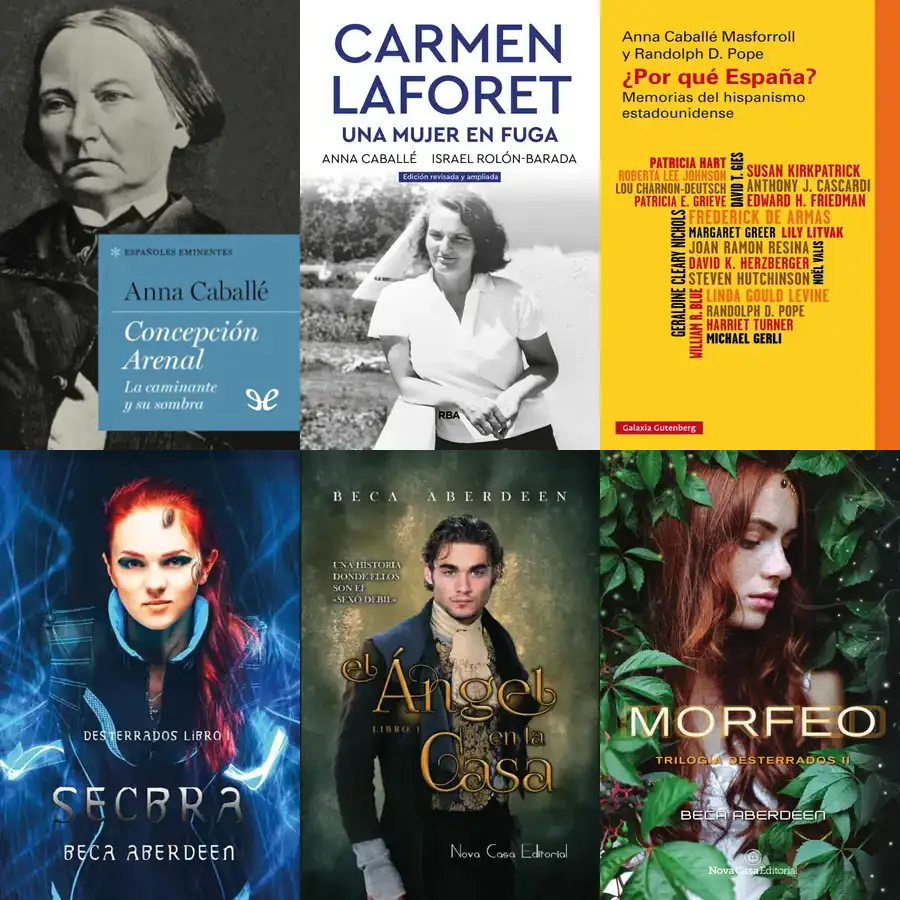 * ESPAÑOLES EMINENTES
Anna Caballé
Concepción
Arenal
La caminante
y su sombra
CARMEN
LAFORET
UNA MUJER EN FUGA
ANNA CABALLÉ ISRAEL ROLÓN-BARADA
Edición revisada y ampliada
RBA
Anna Caballé Masforroll
y Randolph D. Pope
¿Por qué España?
Memorias del hispanismo
estadounidense
PATRICIA HART
ROBERTA LEE JOHNSON
LOU CHARNON-DEUTSCH
PATRICIA E. GRIEVE
DAVID T. GIES
SUSAN KIRKPATRICK
ANTHONY J. CASCARDI
EDWARD H. FRIEDMAN
GERALDINE CLEARY NICHOLS
FREDERICK DE ARMAS
MARGARET GREER LILY LITVAK
JOAN RAMON RESINA
DAVID K. HERZBERGER
STEVEN HUTCHINSON
NOËL VALIS
WILLIAM R. BLUE
LINDA GOULD LEVINE
RANDOLPH D. POPE
HARRIET TURNER
MICHAEL GERLI
Galaxia Gutenberg
DESTERRADOS LIBRO I
SECBRA
BECA ABERDEEN
BECA ABERDEEN
UNA HISTORIA
DONDE ELLOS
SON EL
«SEXO DÉBIL»
el Ángel
LIBRO I
en la
Casa
Nova Casa Editorial
MORFEO
TRILOGÍA DESTERRADOS II
BECA ABERDEEN
Nova Casa Editorial